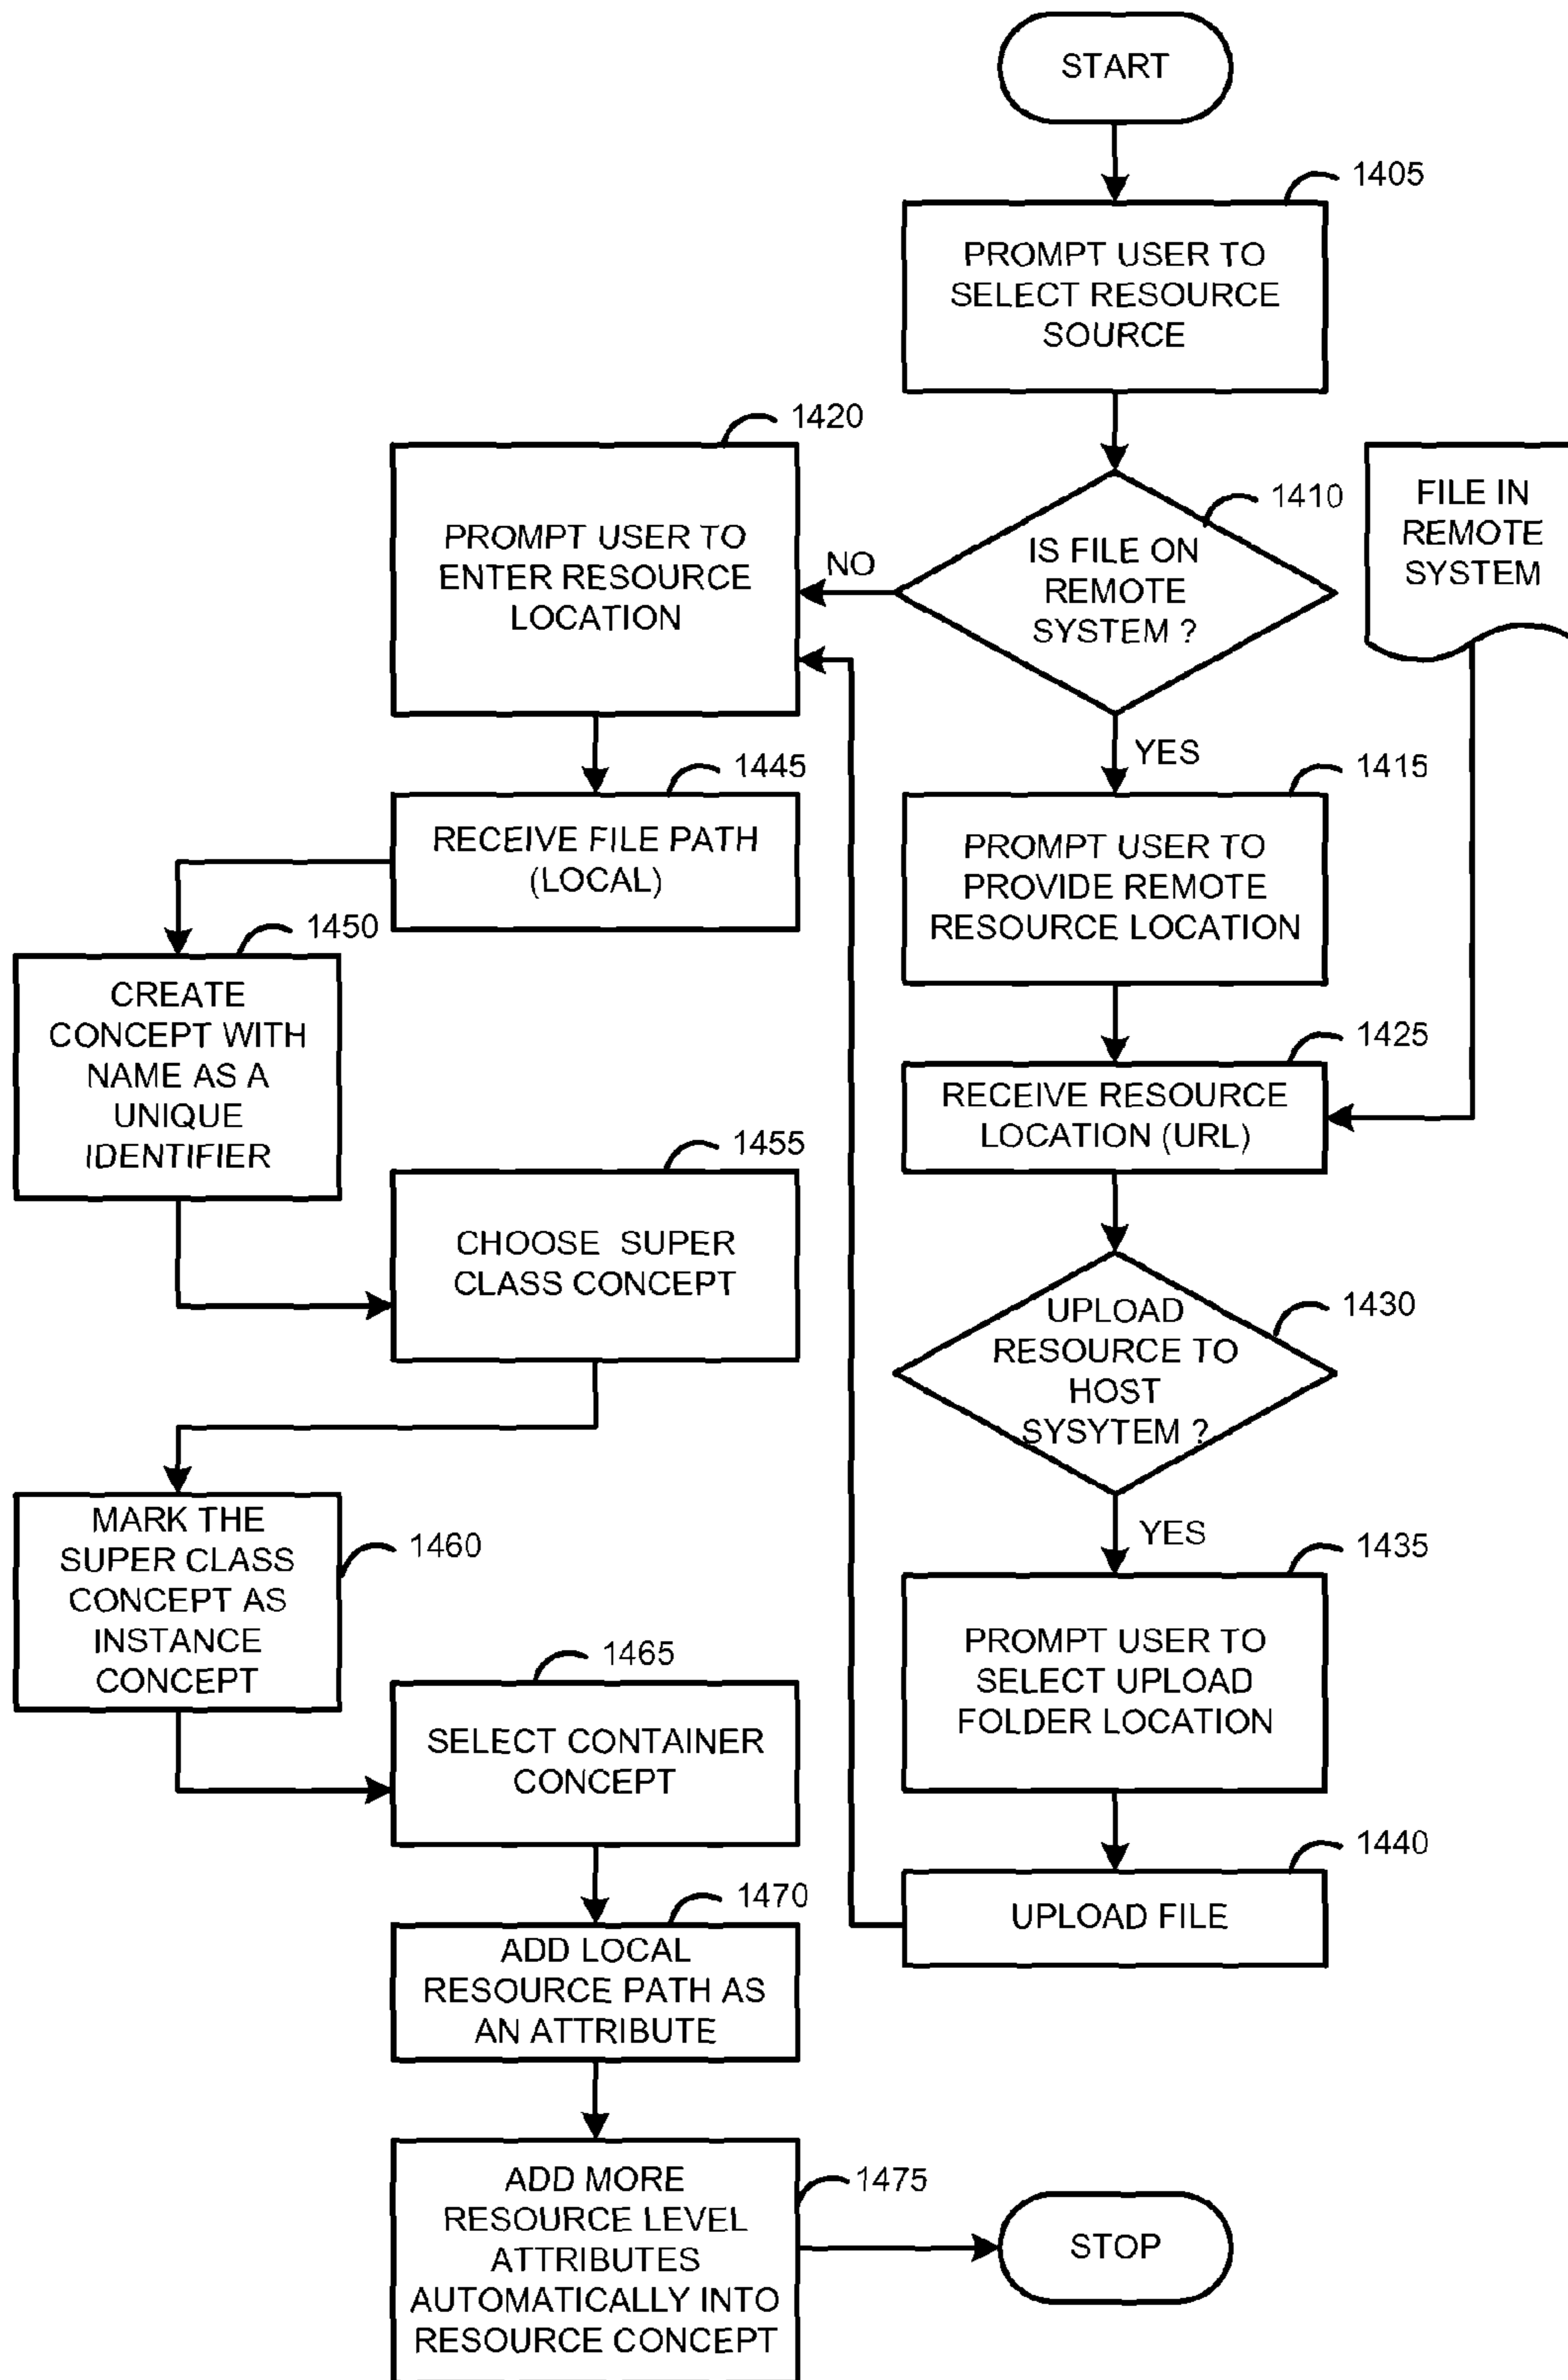 START
1405
PROMPT USER TO
SELECT RESOURCE
SOURCE
1410
IS FILE ON
REMOTE
SYSTEM ?
NO
YES
FILE IN
REMOTE
SYSTEM
1420
PROMPT USER TO
ENTER RESOURCE
LOCATION
1415
PROMPT USER TO
PROVIDE REMOTE
RESOURCE LOCATION
1425
RECEIVE RESOURCE
LOCATION (URL)
1430
UPLOAD
RESOURCE TO
HOST
SYSYTEM ?
YES
1435
PROMPT USER TO
SELECT UPLOAD
FOLDER LOCATION
1440
UPLOAD FILE
1445
RECEIVE FILE PATH
(LOCAL)
1450
CREATE
CONCEPT WITH
NAME AS A
UNIQUE
IDENTIFIER
1455
CHOOSE SUPER
CLASS CONCEPT
1460
MARK THE
SUPER CLASS
CONCEPT AS
INSTANCE
CONCEPT
1465
SELECT CONTAINER
CONCEPT
1470
ADD LOCAL
RESOURCE PATH AS
AN ATTRIBUTE
1475
ADD MORE
RESOURCE LEVEL
ATTRIBUTES
AUTOMATICALLY INTO
RESOURCE CONCEPT
STOP